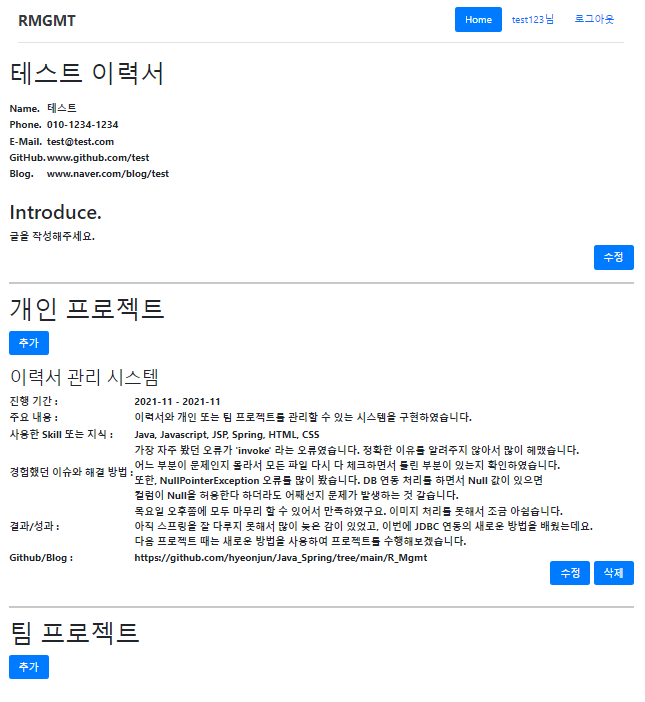 RMGMT
Home test123님 로그아웃
테스트 이력서
Name. 테스트
Phone. 010-1234-1234
E-Mail. test@test.com
GitHub. www.github.com/test
Blog. www.naver.com/blog/test
Introduce.
글을 작성해주세요.
수정
개인 프로젝트
추가
이력서 관리 시스템
진행 기간 : 2021-11 - 2021-11
주요 내용 : 이력서와 개인 또는 팀 프로젝트를 관리할 수 있는 시스템을 구현하였습니다.
사용한 Skill 또는 지식 : Java, Javascript, JSP, Spring, HTML, CSS
경험했던 이슈와 해결 방법 : 가장 자주 봤던 오류가 'invoke' 라는 오류였습니다. 정확한 이유를 알려주지 않아서 많이 헤맸습니다.
어느 부분이 문제인지 몰라서 모든 파일 다시 다 체크하면서 틀린 부분이 있는지 확인하였습니다.
또한, NullPointerException 오류를 많이 봤습니다. DB 연동 처리를 하면서 Null 값이 있으면
컬럼이 Null을 허용한다 하더라도 어째선지 문제가 발생하는 것 같습니다.
결과/성과 : 목요일 오후쯤에 모두 마무리 할 수 있어서 만족하였구요. 이미지 처리를 못해서 조금 아쉽습니다.
아직 스프링을 잘 다루지 못해서 많이 늦은 감이 있었고, 이번에 JDBC 연동의 새로운 방법을 배웠는데요.
다음 프로젝트 때는 새로운 방법을 사용하여 프로젝트를 수행해보겠습니다.
Github/Blog : https://github.com/hyeonjun/Java_Spring/tree/main/R_Mgmt
수정 삭제
팀 프로젝트
추가